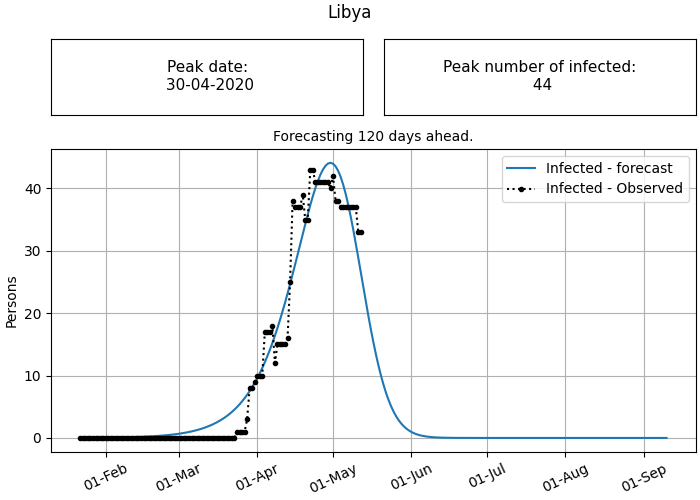 Libya
Peak date:
30-04-2020
Peak number of infected:
44
Forecasting 120 days ahead.
Infected - forecast
Infected - Observed
Persons
40
30
20
10
0
01-Feb
01-Mar
01-Apr
01-May
01-Jun
01-Jul
01-Aug
01-Sep